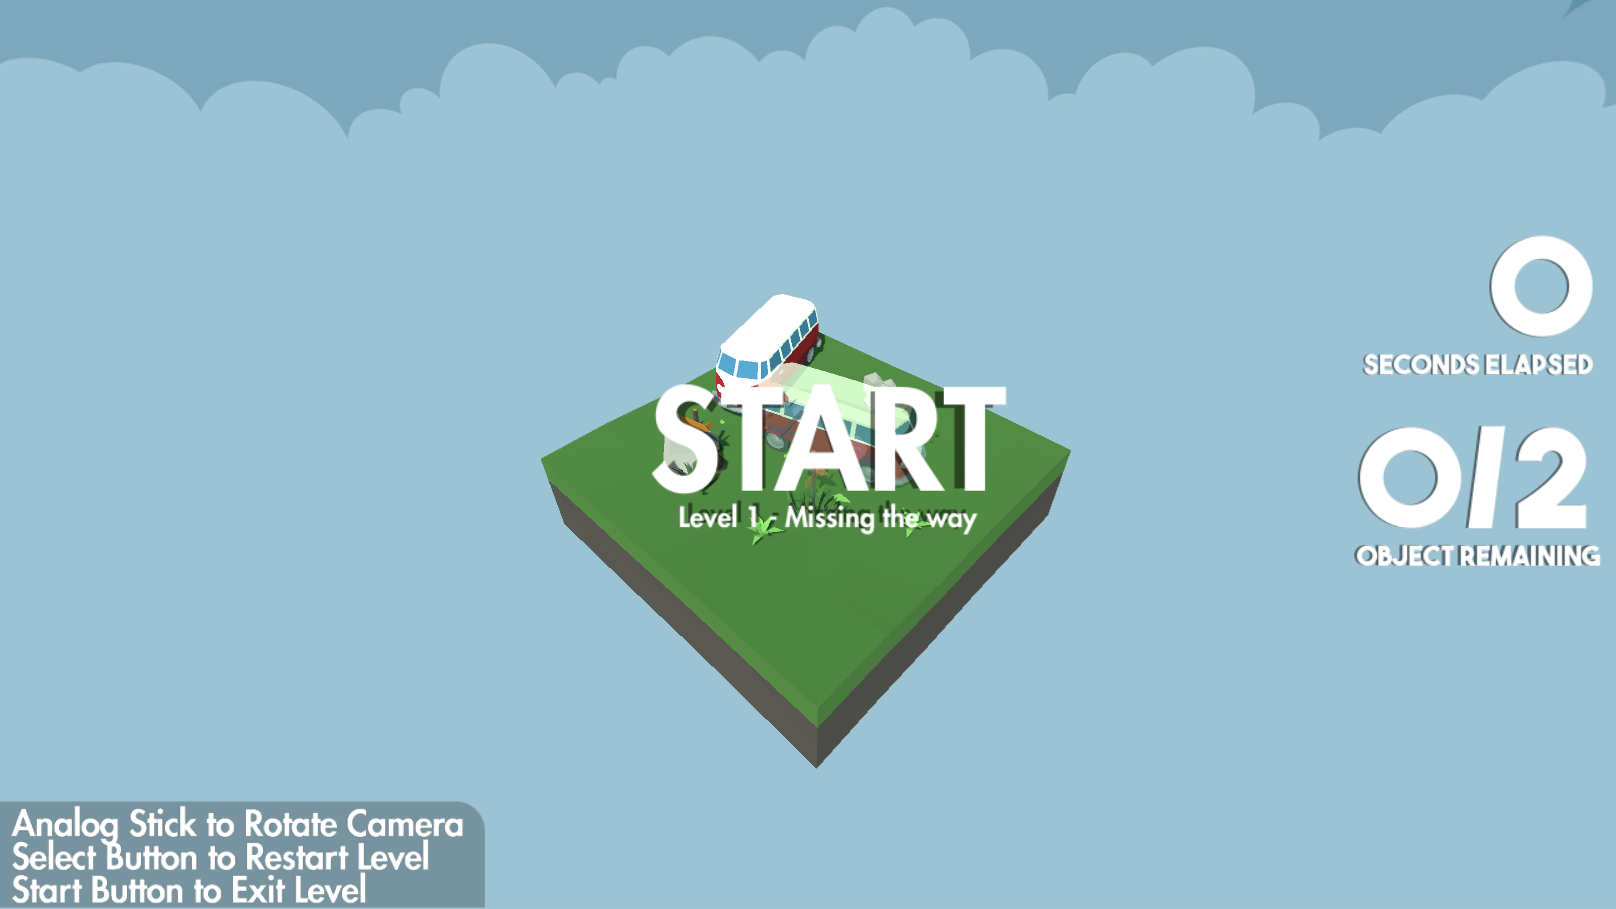 START
Level 1 - Missing the way
0
SECONDS ELAPSED
0/2
OBJECT REMAINING
Analog Stick to Rotate Camera
Select Button to Restart Level
Start Button to Exit Level